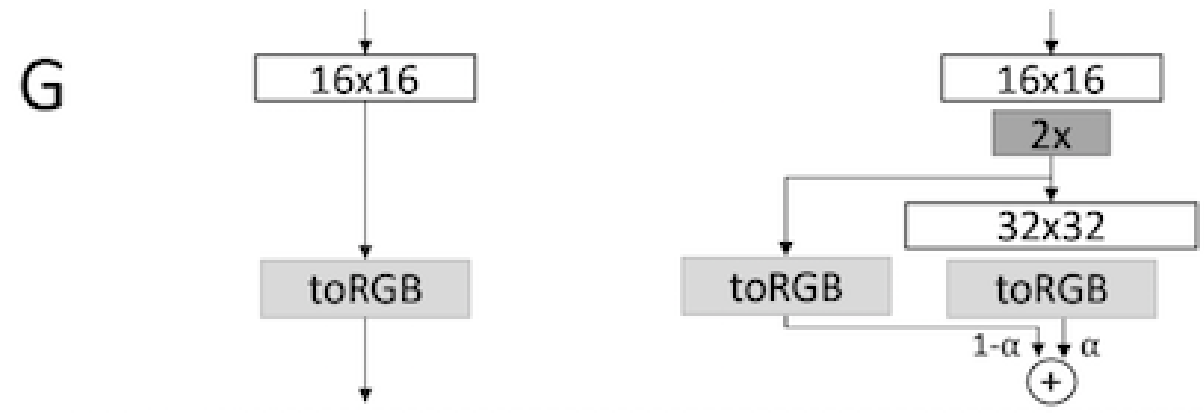 G
16x16
toRGB
16x16
2x
32x32
toRGB
toRGB
1-α
α
+